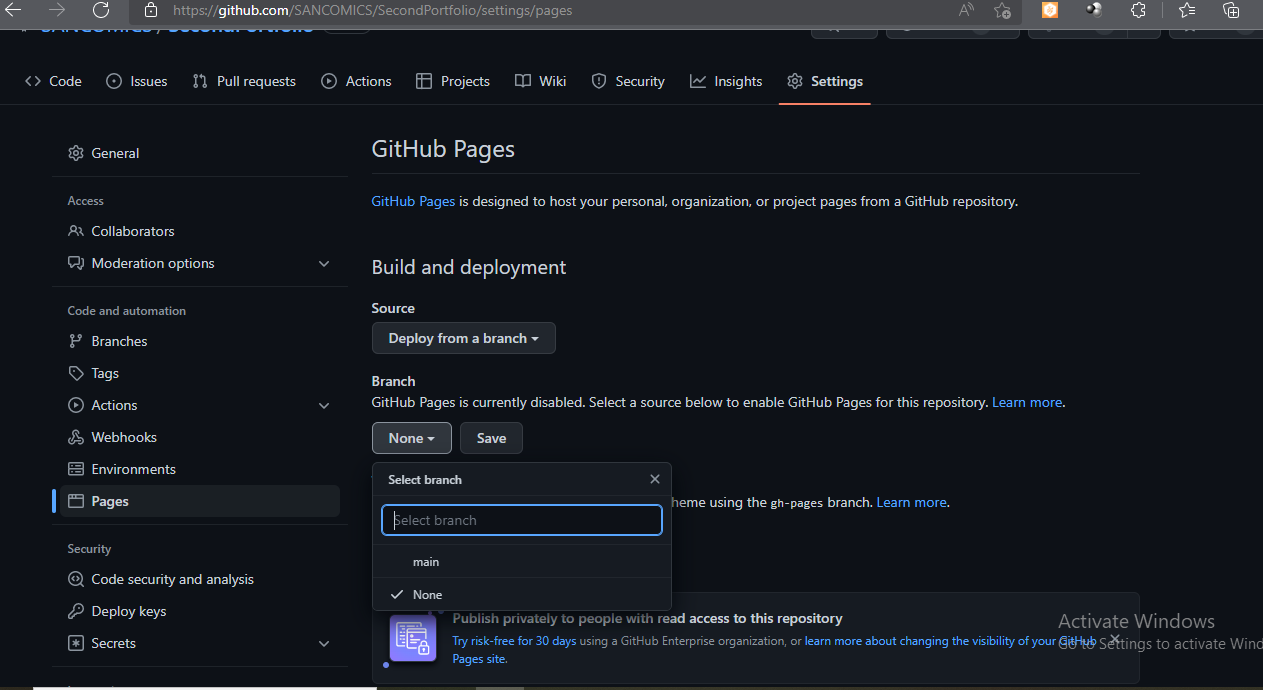 https://github.com/SANCOMICS/SecondPortfolio/settings/pages
SANCOMICS / SecondPortfolio
Code
Issues
Pull requests
Actions
Projects
Wiki
Security
Insights
Settings
General
Access
Collaborators
Moderation options
Code and automation
Branches
Tags
Actions
Webhooks
Environments
Pages
Security
Code security and analysis
Deploy keys
Secrets
GitHub Pages
GitHub Pages is designed to host your personal, organization, or project pages from a GitHub repository.
Build and deployment
Source
Deploy from a branch
Branch
GitHub Pages is currently disabled. Select a source below to enable GitHub Pages for this repository. Learn more.
None
Save
Select branch
heme using the gh-pages branch. Learn more.
Select branch
main
None
Publish privately to people with read access to this repository
Try risk-free for 30 days using a GitHub Enterprise organization, or learn more about changing the visibility of your GitHub
Pages site.
Activate Windows
Go to Settings to activate Wind